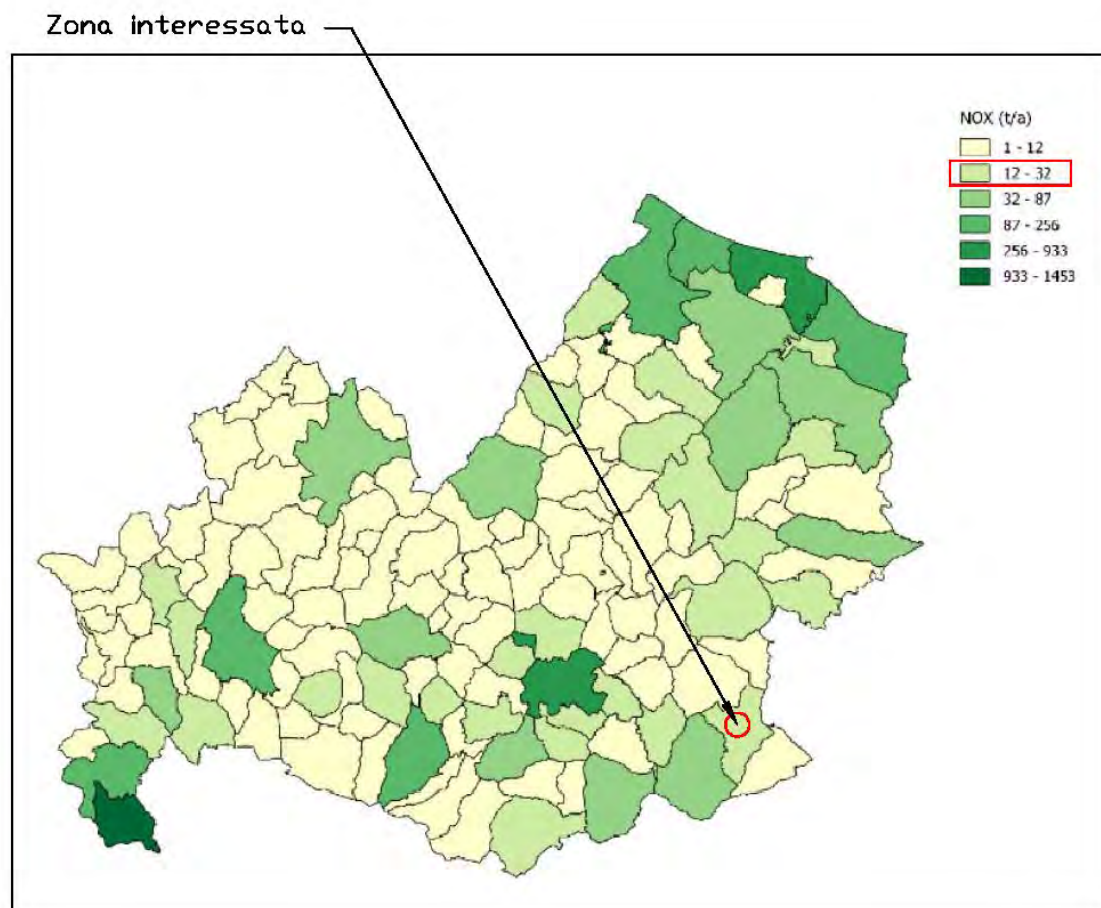 Zona interessata
NOX (t/a)
1 - 12
12 - 32
32 - 87
87 - 256
256 - 933
933 - 1453